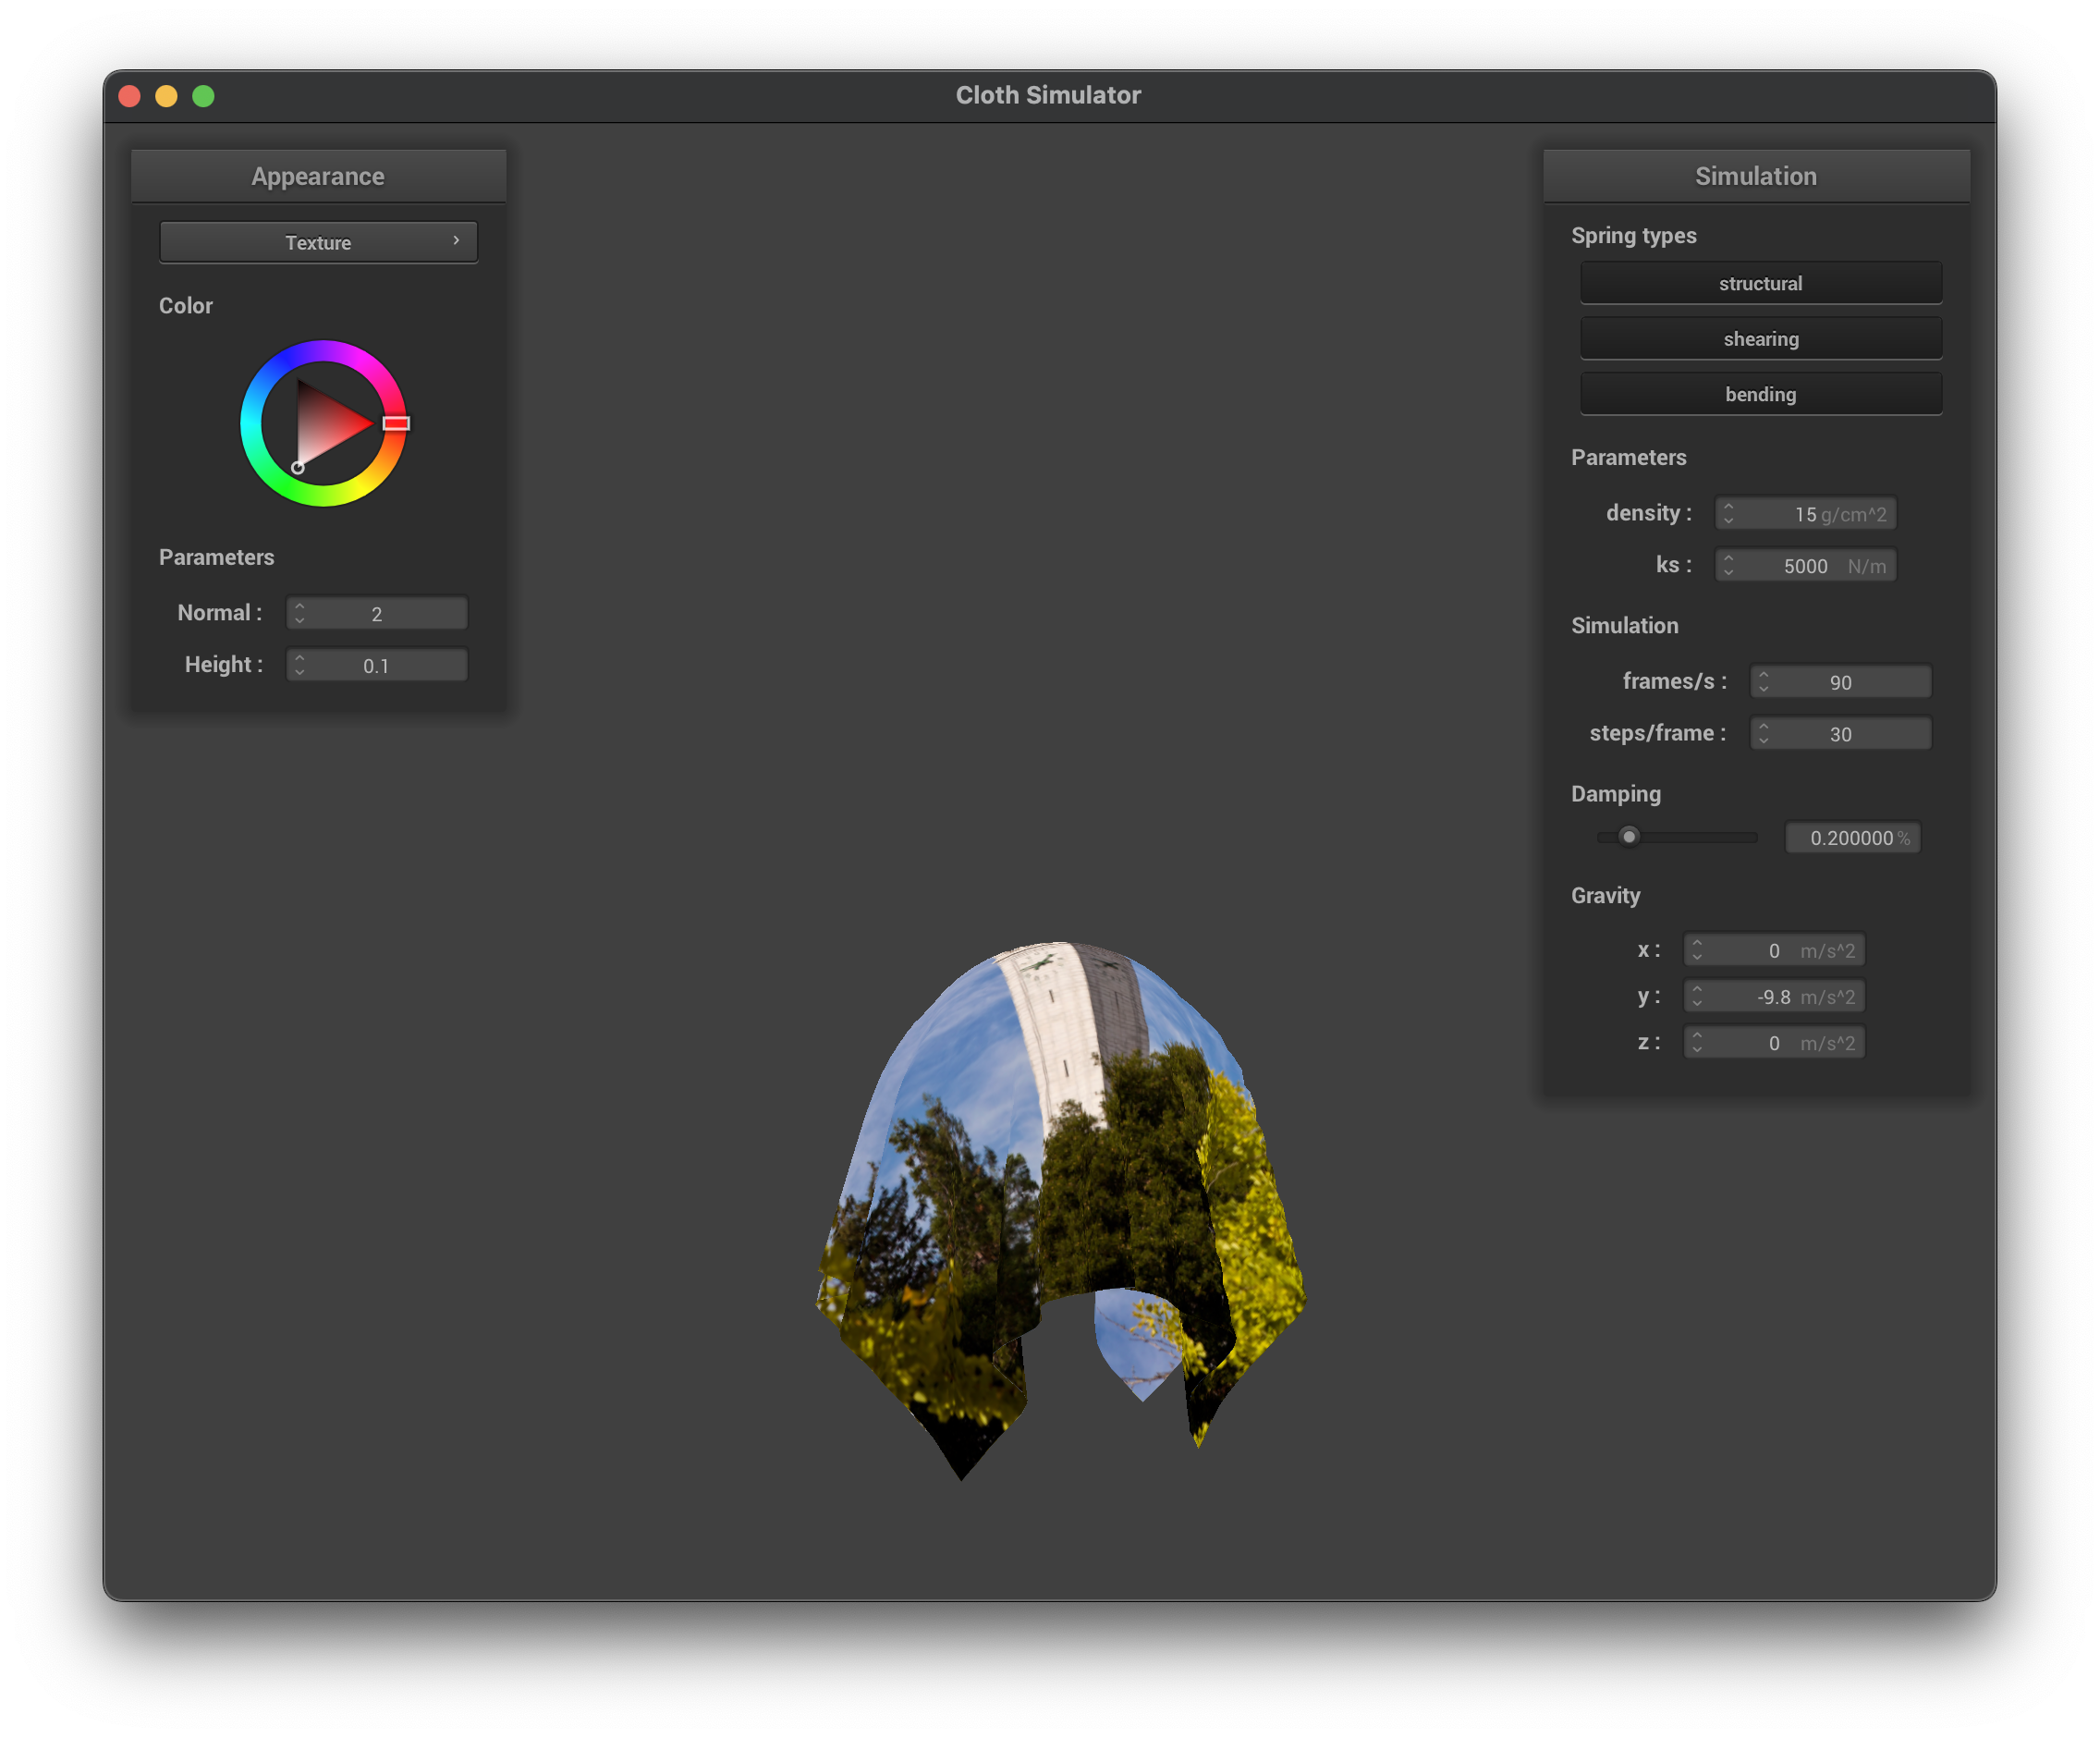 Cloth Simulator
Appearance
Texture
Color
Parameters
Normal : 2
Height : 0.1
Simulation
Spring types
structural
shearing
bending
Parameters
density : 15 g/cm^2
ks : 5000 N/m
Simulation
frames/s : 90
steps/frame : 30
Damping
0.200000 %
Gravity
x : 0 m/s^2
y : -9.8 m/s^2
z : 0 m/s^2